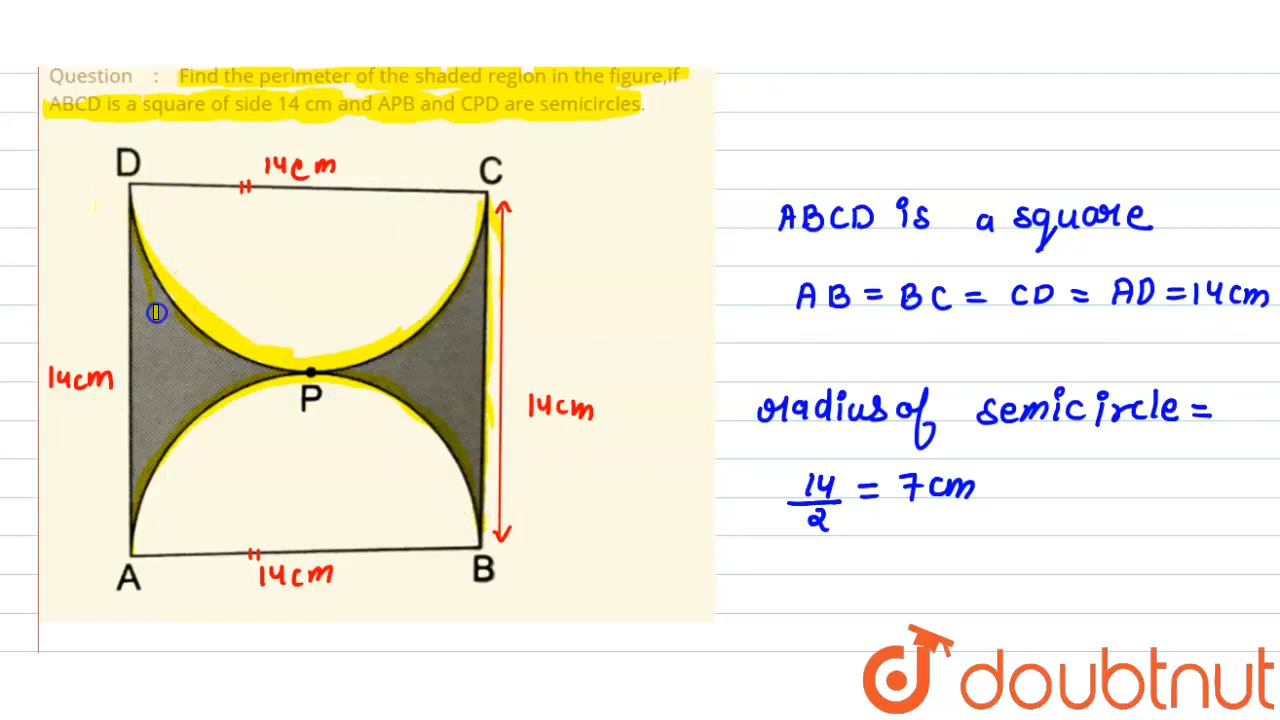 Question : Find the perimeter of the shaded region in the figure,if
ABCD is a square of side 14 cm and APB and CPD are semicircles.
D
14cm
C
14cm
P
14cm
A
14cm
B
ABCD is a square
AB = BC = CD = AD = 14cm
radius of semicircle =
14/2 = 7cm
doubtnut